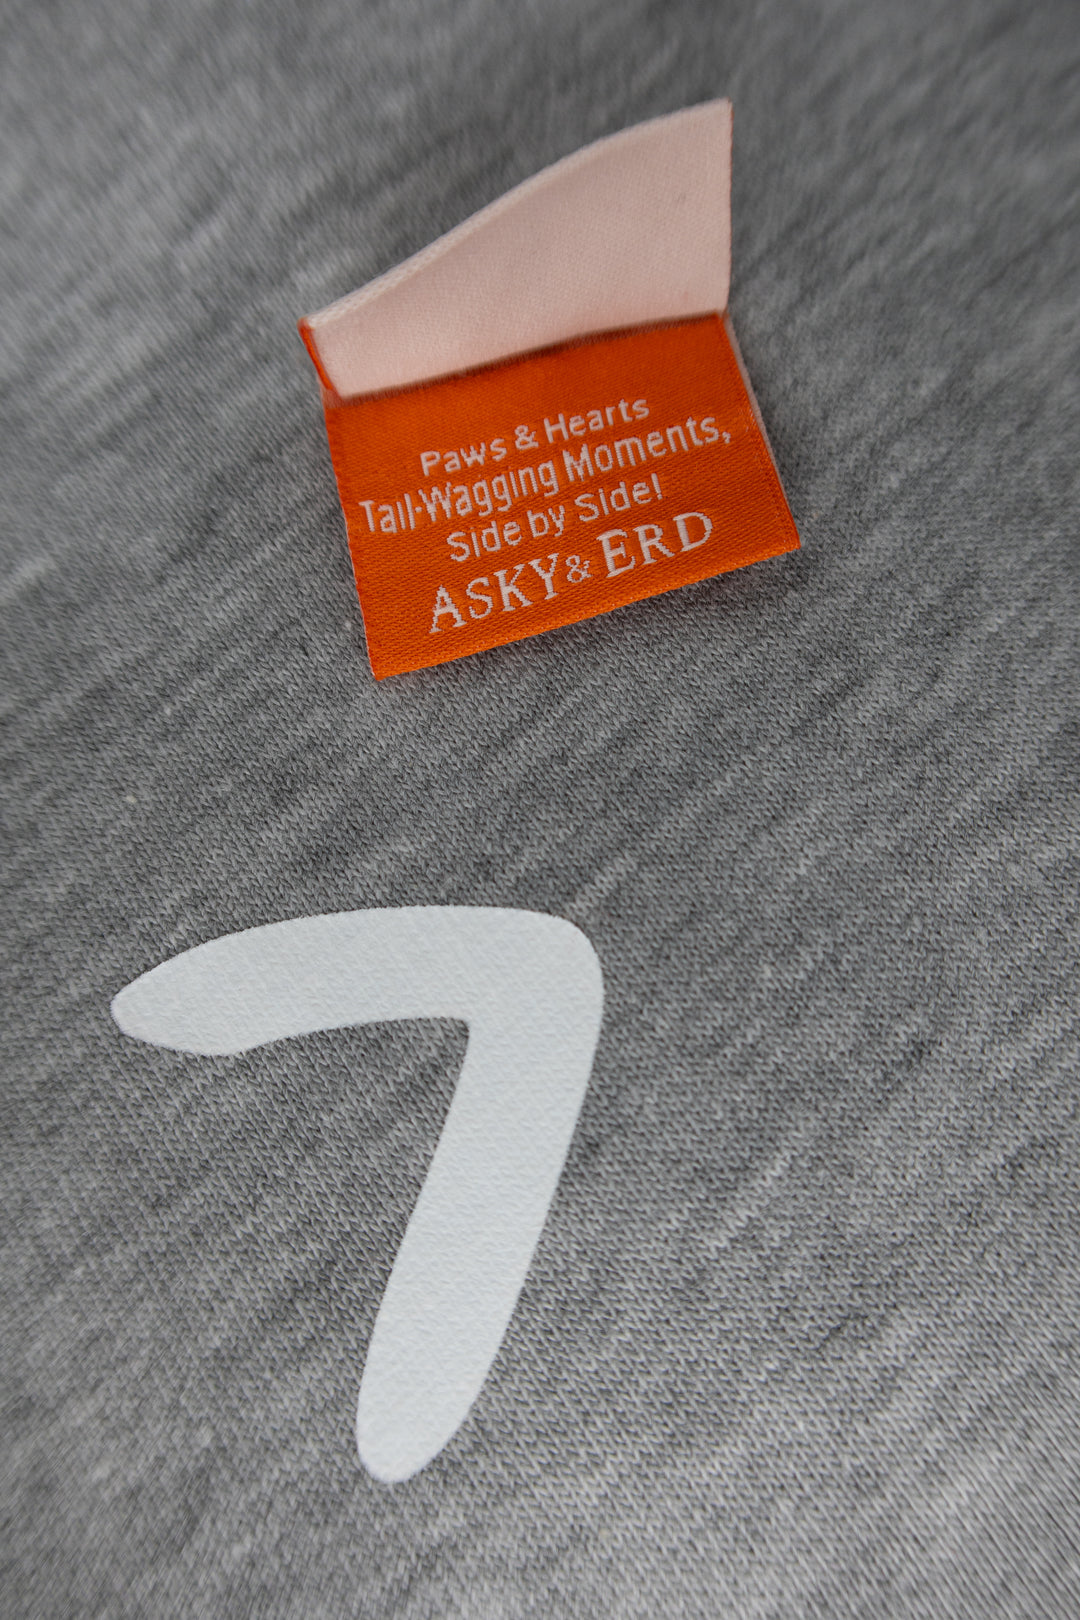 Paws & Hearts
Tail-Wagging Moments,
Side by Side!
ASKY & ERD
7